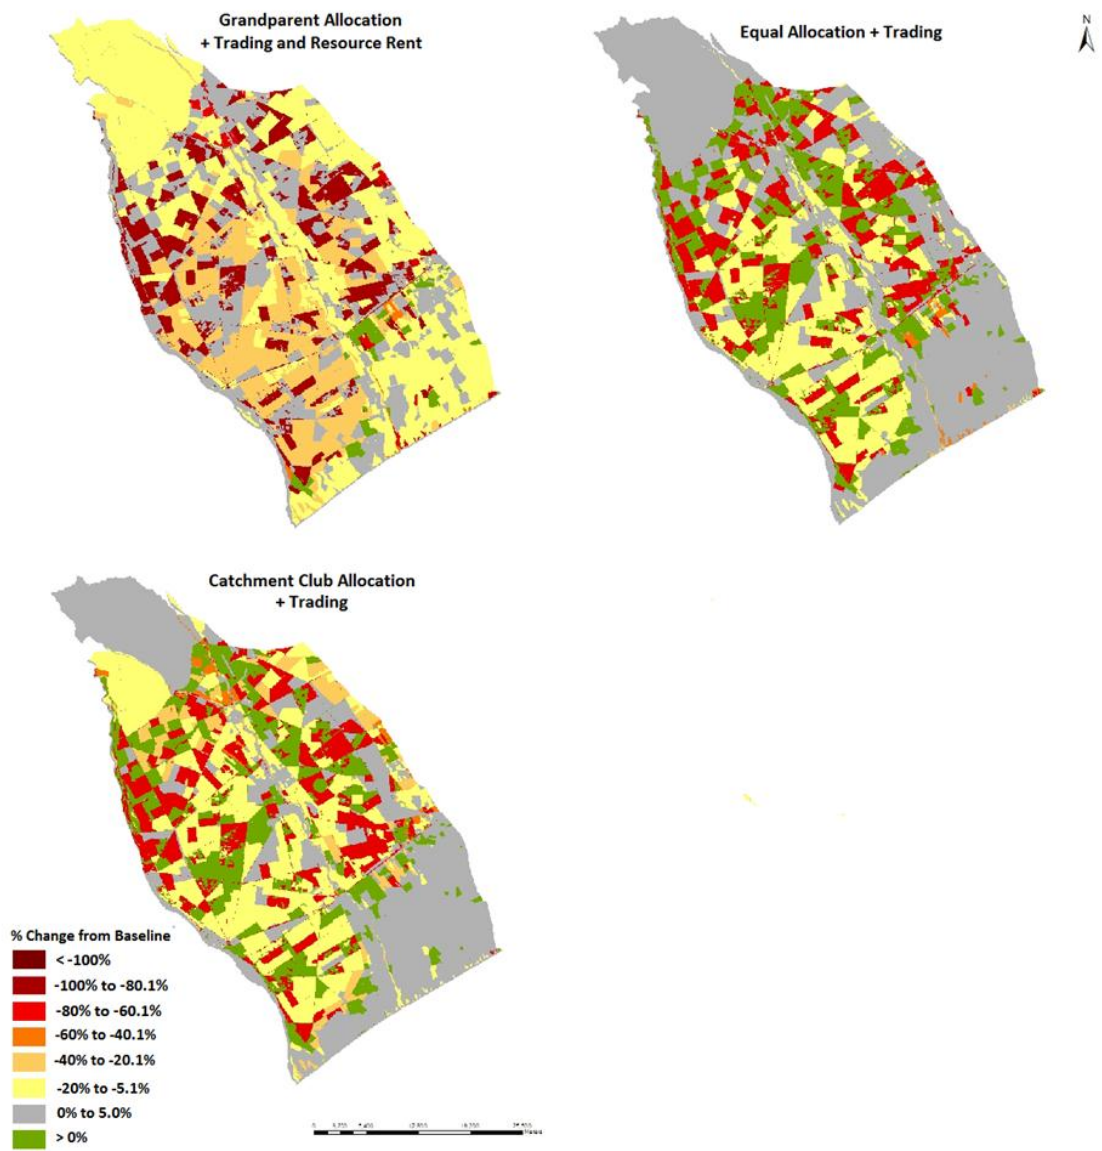 Grandparent Allocation
+ Trading and Resource Rent
Equal Allocation + Trading
N
Catchment Club Allocation
+ Trading
% Change from Baseline
< -100%
-100% to -80.1%
-80% to -60.1%
-60% to -40.1%
-40% to -20.1%
-20% to -5.1%
0% to 5.0%
> 0%
0